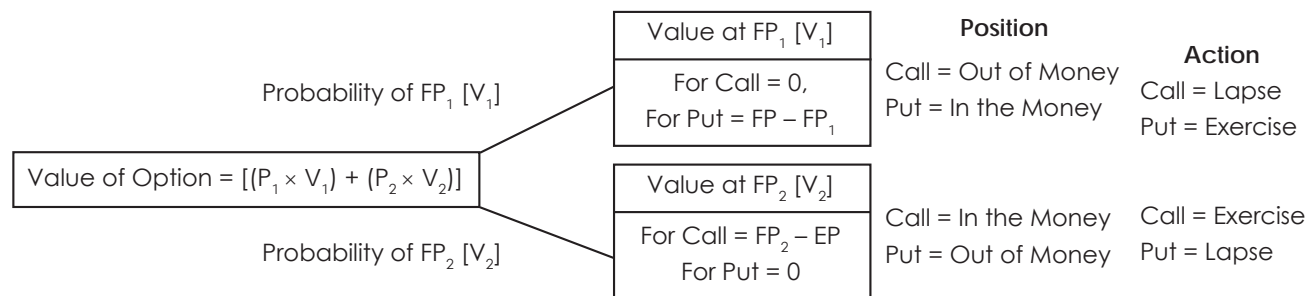 Probability of FP₁ [V₁]
Value of Option = [(P₁ × V₁) + (P₂ × V₂)]
Probability of FP₂ [V₂]
Value at FP₁ [V₁]
For Call = 0,
For Put = FP – FP₁
Value at FP₂ [V₂]
For Call = FP₂ – EP
For Put = 0
Position
Call = Out of Money
Put = In the Money
Call = In the Money
Put = Out of Money
Action
Call = Lapse
Put = Exercise
Call = Exercise
Put = Lapse